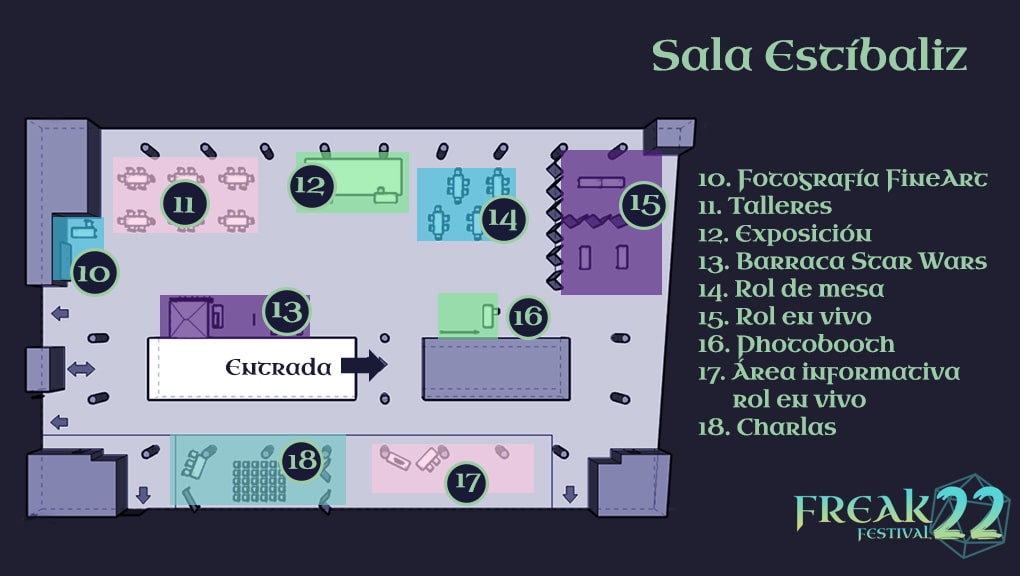 Sala Estíbaliz
10. Fotografía FineArt
11. Talleres
12. Exposición
13. Barraca Star Wars
14. Rol de mesa
15. Rol en vivo
16. Photobooth
17. Área informativa
rol en vivo
18. Charlas
11
12
14
15
10
13
16
Entrada
18
17
FREAK 22
FESTIVAL